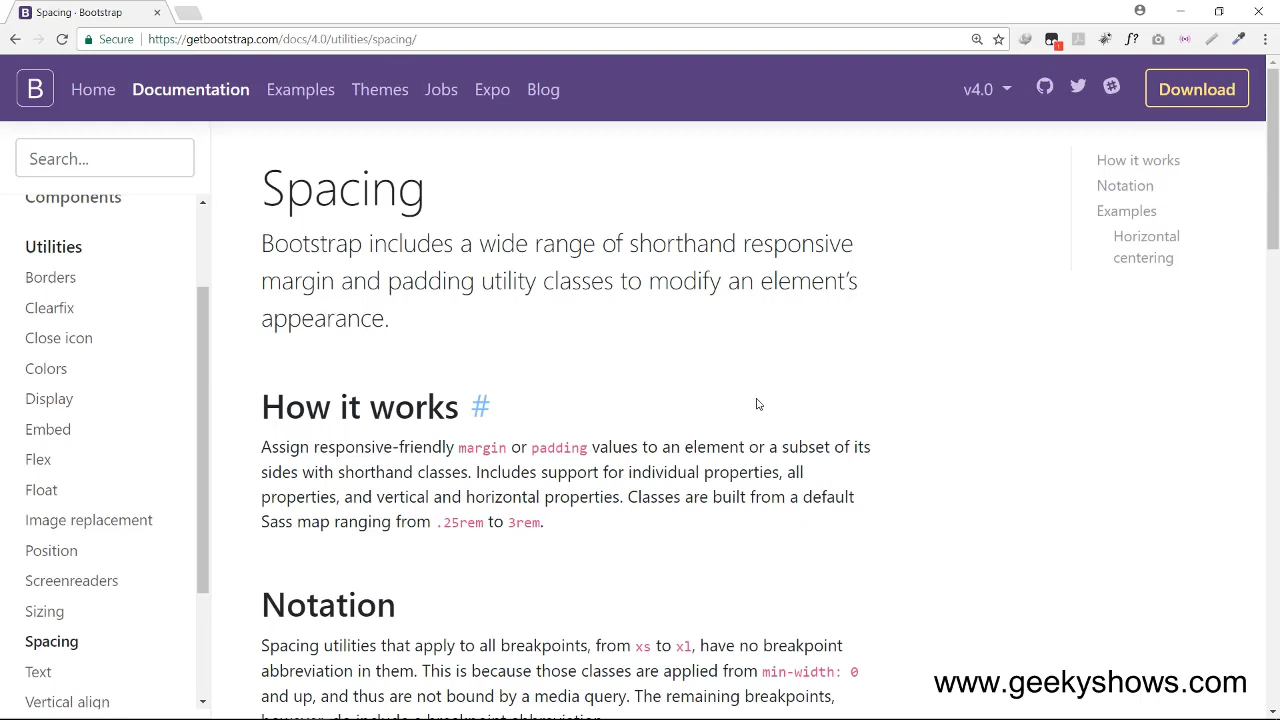 B Spacing · Bootstrap
Secure https://getbootstrap.com/docs/4.0/utilities/spacing/
B Home Documentation Examples Themes Jobs Expo Blog v4.0 Download
Search...
Components
Utilities
Borders
Clearfix
Close icon
Colors
Display
Embed
Flex
Float
Image replacement
Position
Screenreaders
Sizing
Spacing
Text
Vertical align
Spacing
Bootstrap includes a wide range of shorthand responsive
margin and padding utility classes to modify an element’s
appearance.
How it works #
Assign responsive-friendly margin or padding values to an element or a subset of its
sides with shorthand classes. Includes support for individual properties, all
properties, and vertical and horizontal properties. Classes are built from a default
Sass map ranging from .25rem to 3rem.
Notation
Spacing utilities that apply to all breakpoints, from xs to xl, have no breakpoint
abbreviation in them. This is because those classes are applied from min-width: 0
and up, and thus are not bound by a media query. The remaining breakpoints,
however, do include a breakpoint abbreviation.
How it works
Notation
Examples
Horizontal
centering
www.geekyshows.com